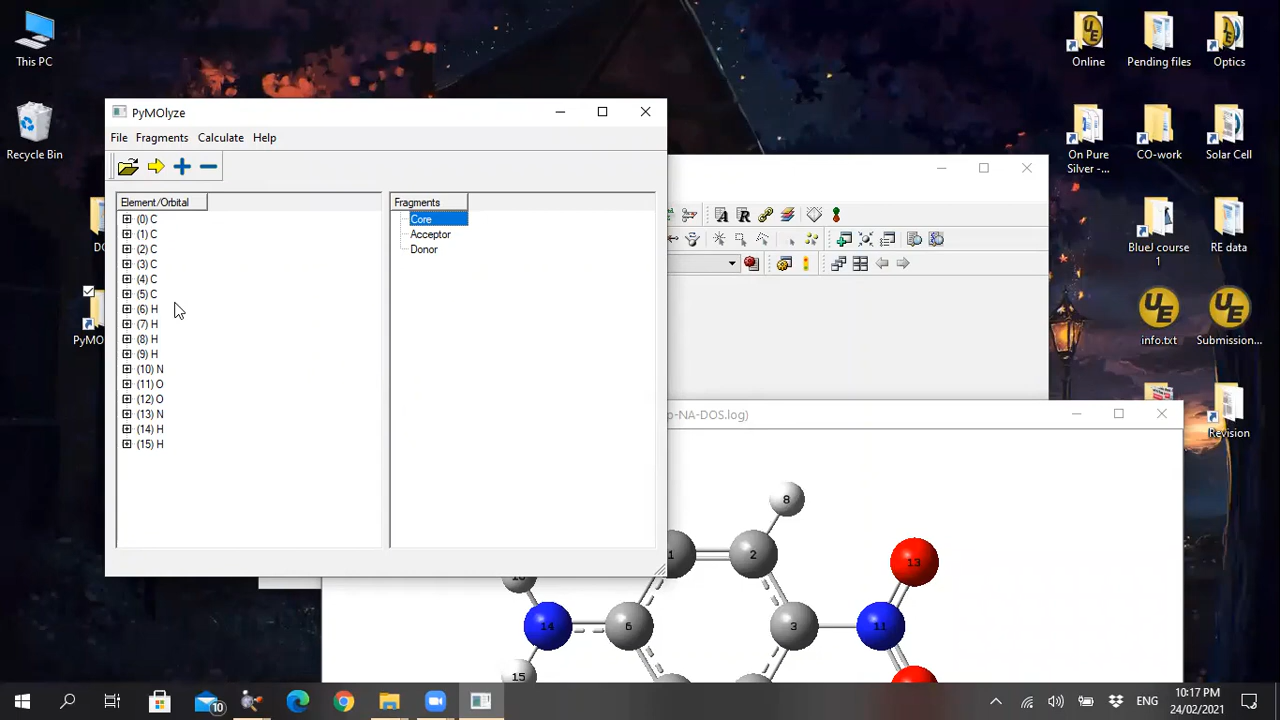 This PC
Recycle Bin
PyMOlyze
File Fragments Calculate Help
Element/Orbital
(0) C
(1) C
(2) C
(3) C
(4) C
(5) C
(6) H
(7) H
(8) H
(9) H
(10) N
(11) O
(12) O
(13) N
(14) H
(15) H
Fragments
Core
Acceptor
Donor
Online
Pending files
Optics
On Pure
Silver -...
CO-work
Solar Cell
BlueJ course
1
RE data
info.txt
Submission...
Revision
p-NA-DOS.log)
8
1
2
13
14
6
3
11
15
10
ENG
10:17 PM
24/02/2021